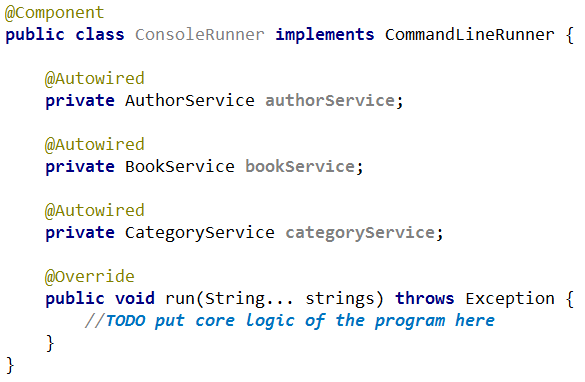 @Component
public class ConsoleRunner implements CommandLineRunner {
@Autowired
private AuthorService authorService;
@Autowired
private BookService bookService;
@Autowired
private CategoryService categoryService;
@Override
public void run(String... strings) throws Exception {
//TODO put core logic of the program here
}
}